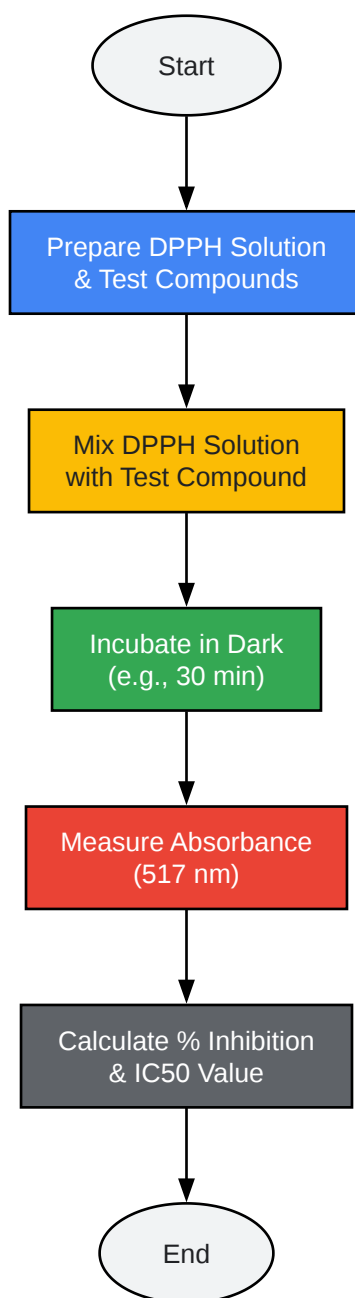 Start
Prepare DPPH Solution
& Test Compounds
Mix DPPH Solution
with Test Compound
Incubate in Dark
(e.g., 30 min)
Measure Absorbance
(517 nm)
Calculate % Inhibition
& IC50 Value
End